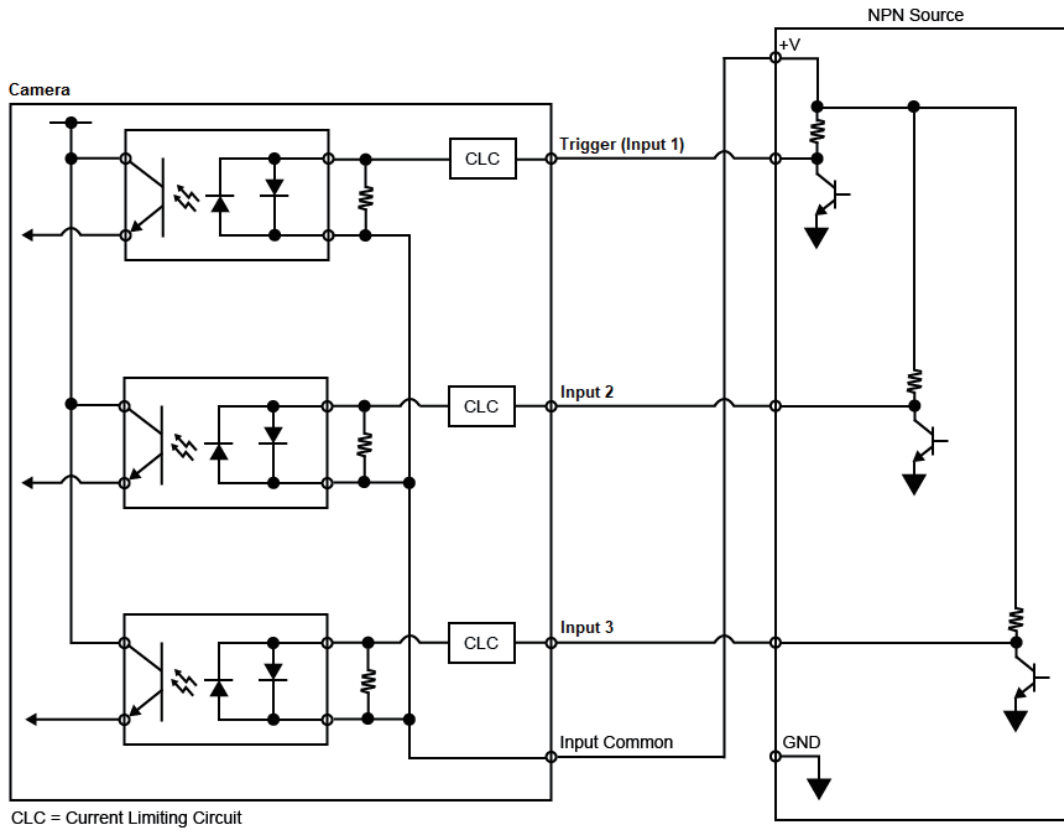 NPN Source
+V
Camera
CLC
Trigger (Input 1)
CLC
Input 2
CLC
Input 3
Input Common
GND
CLC = Current Limiting Circuit